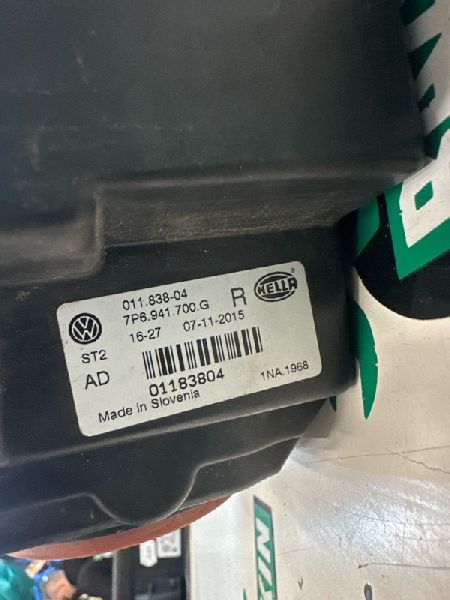 011.838-04
7P6.941.700.G R HELLA
VW 16-27 07-11-2015
ST2
AD 01183804 1NA.1968
Made in Slovenia